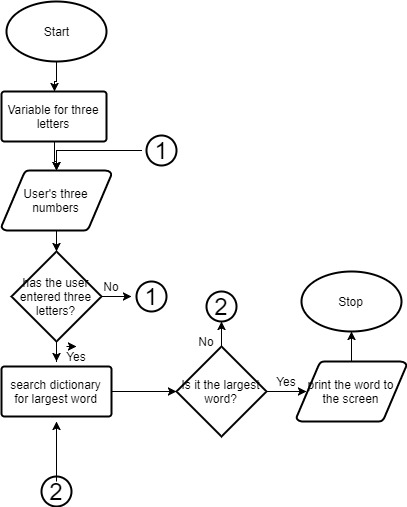 Start
Variable for three
letters
1
User's three
numbers
has the user
entered three
letters?
No
1
Yes
search dictionary
for largest word
2
Is it the largest
word?
No
2
Yes
print the word to
the screen
Stop